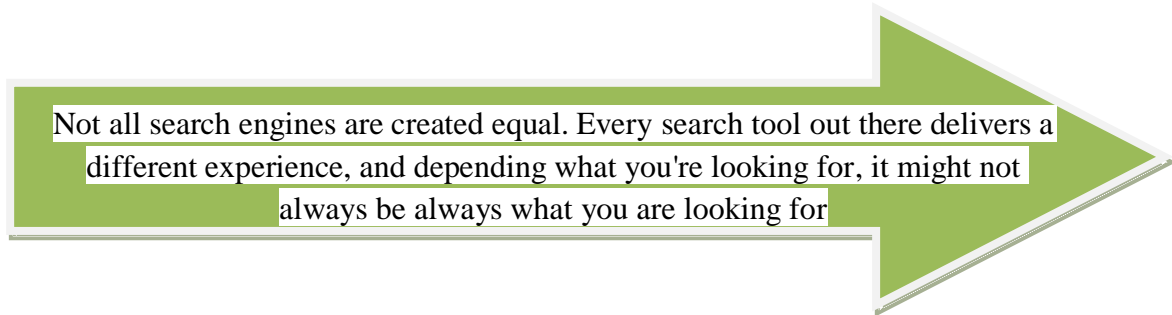 Not all search engines are created equal. Every search tool out there delivers a
different experience, and depending what you're looking for, it might not
always be always what you are looking for